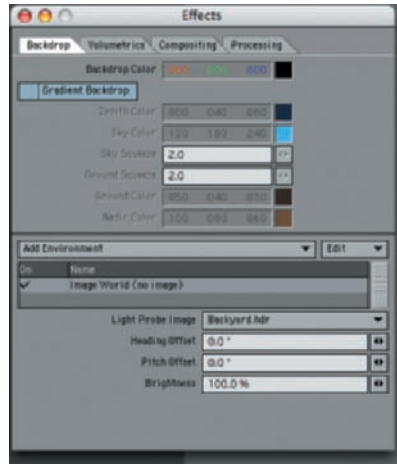 Effects
Backdrop Volumetrics Compositing Processing
Backdrop Color 000 000 000
Gradient Backdrop
Zenith Color 000 040 080
Sky Color 120 180 240
Sky Squeeze 2.0
Ground Squeeze 2.0
Ground Color 050 040 030
Nadir Color 100 080 060
Add Environment Edit
On Name
Image World (no image)
Light Probe Image Backyard.hdr
Heading Offset 0.0°
Pitch Offset 0.0°
Brightness 100.0 %